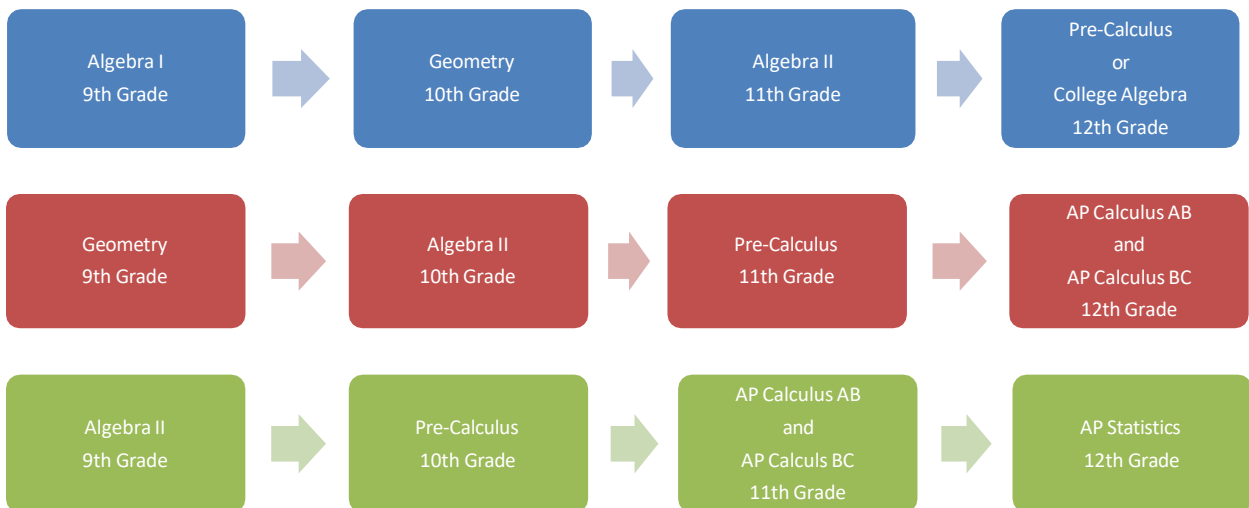 Algebra I
9th Grade
Geometry
10th Grade
Algebra II
11th Grade
Pre-Calculus
or
College Algebra
12th Grade
Geometry
9th Grade
Algebra II
10th Grade
Pre-Calculus
11th Grade
AP Calculus AB
and
AP Calculus BC
12th Grade
Algebra II
9th Grade
Pre-Calculus
10th Grade
AP Calculus AB
and
AP Calculs BC
11th Grade
AP Statistics
12th Grade